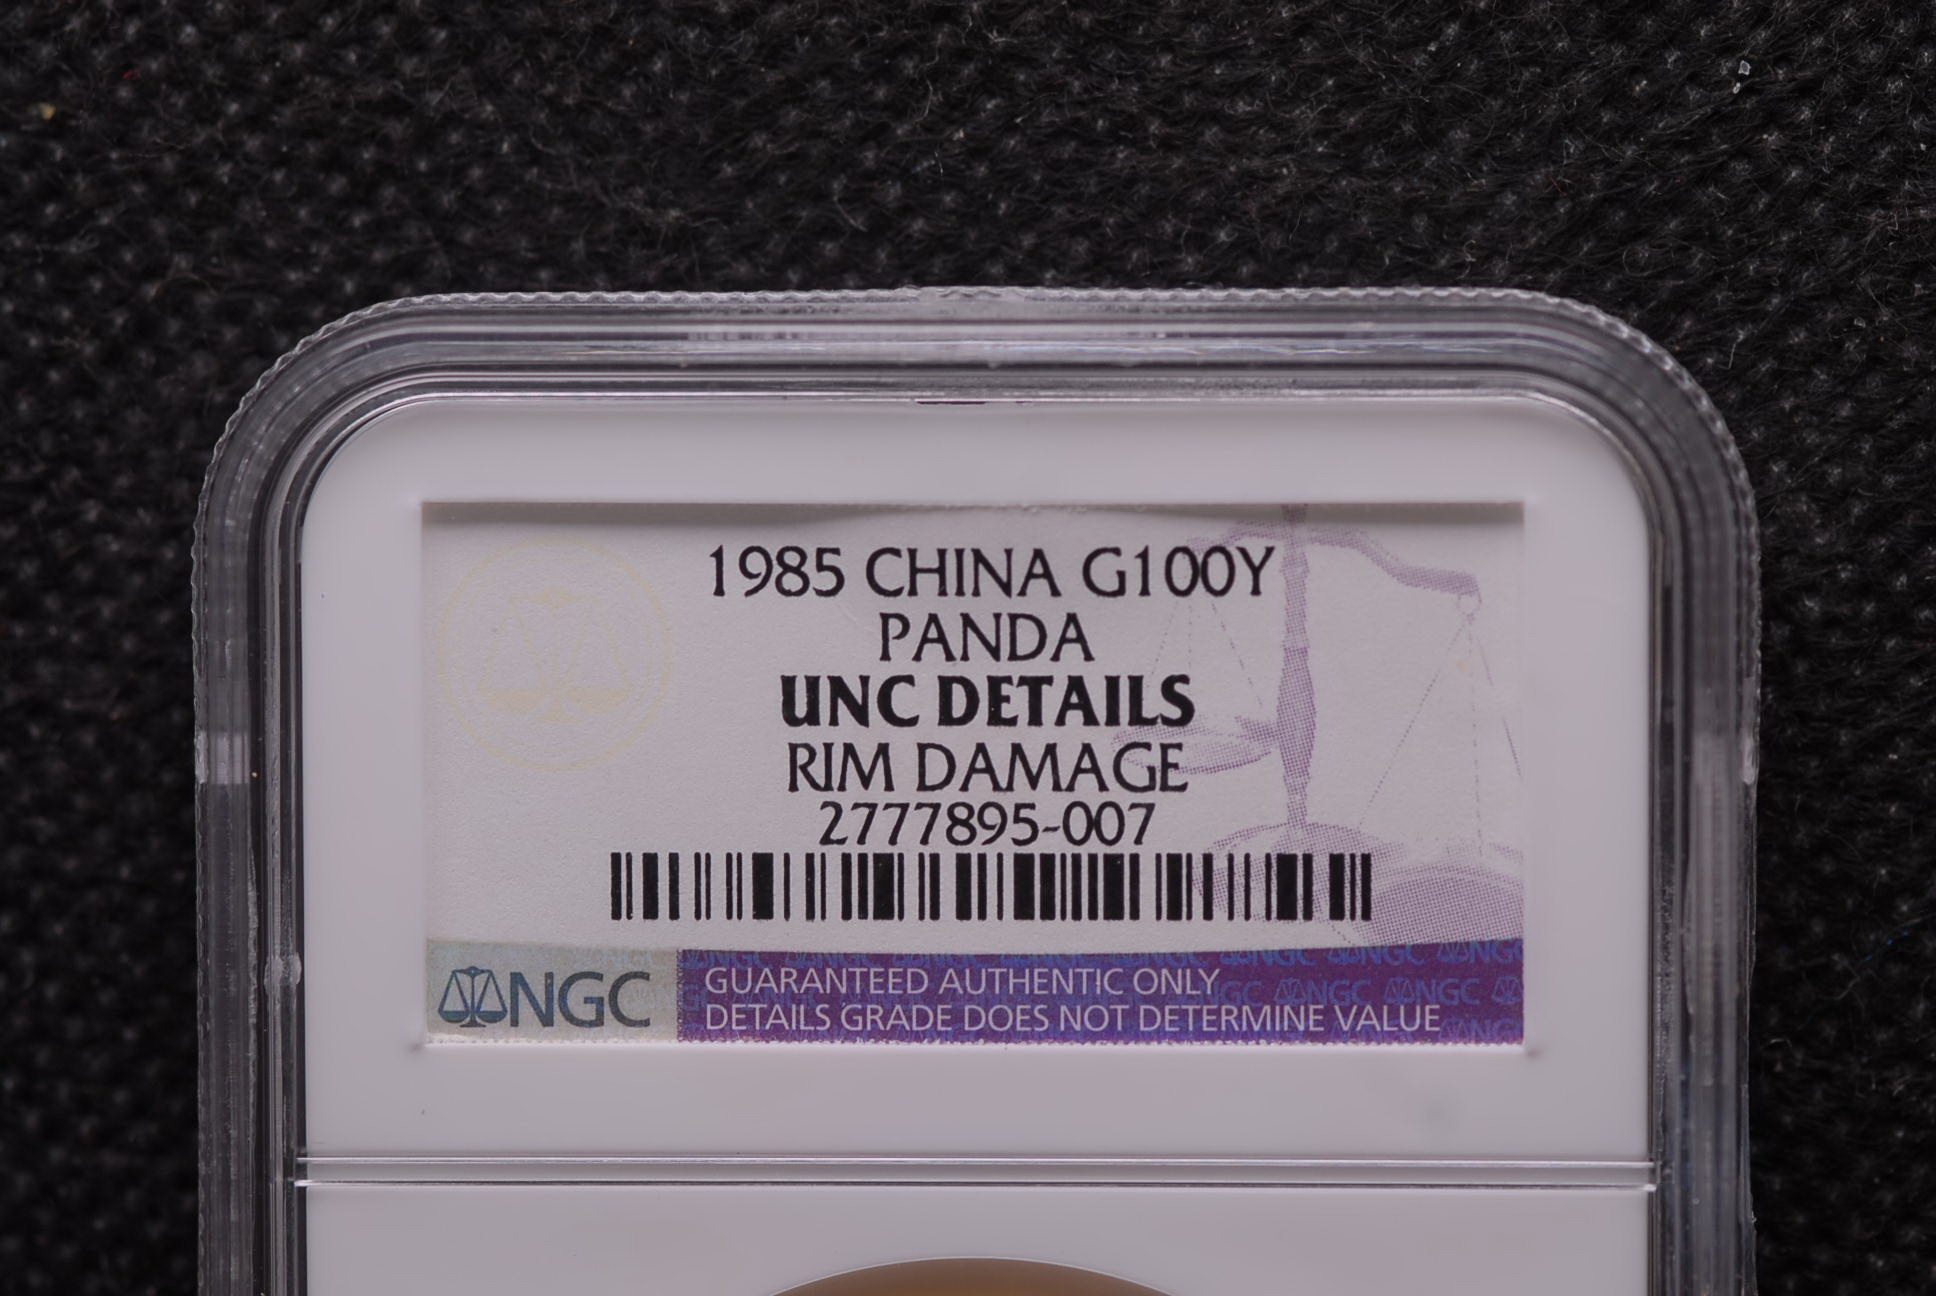 1985 CHINA G100Y
PANDA
UNC DETAILS
RIM DAMAGE
2777895-007
NGC
GUARANTEED AUTHENTIC ONLY
DETAILS GRADE DOES NOT DETERMINE VALUE